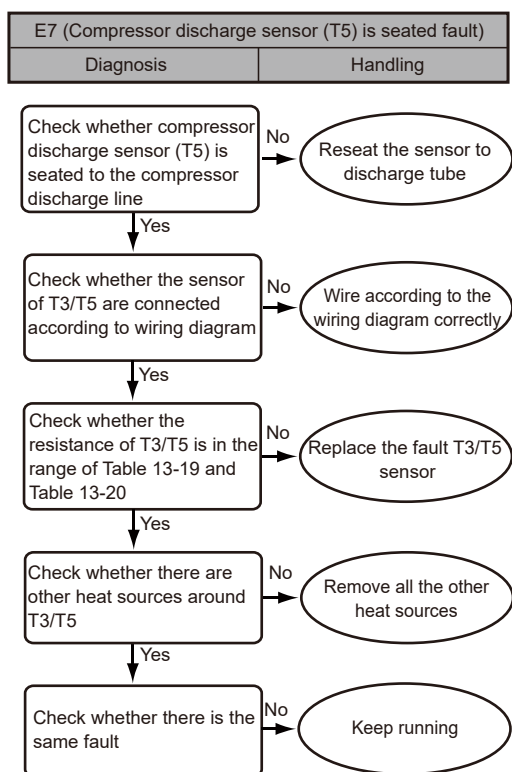 E7 (Compressor discharge sensor (T5) is seated fault)
Diagnosis
Handling
Check whether compressor
discharge sensor (T5) is
seated to the compressor
discharge line
No
Reseat the sensor to
discharge tube
Yes
Check whether the sensor
of T3/T5 are connected
according to wiring diagram
No
Wire according to the
wiring diagram correctly
Yes
Check whether the
resistance of T3/T5 is in the
range of Table 13-19 and
Table 13-20
No
Replace the fault T3/T5
sensor
Yes
Check whether there are
other heat sources around
T3/T5
No
Remove all the other
heat sources
Yes
Check whether there is the
same fault
No
Keep running